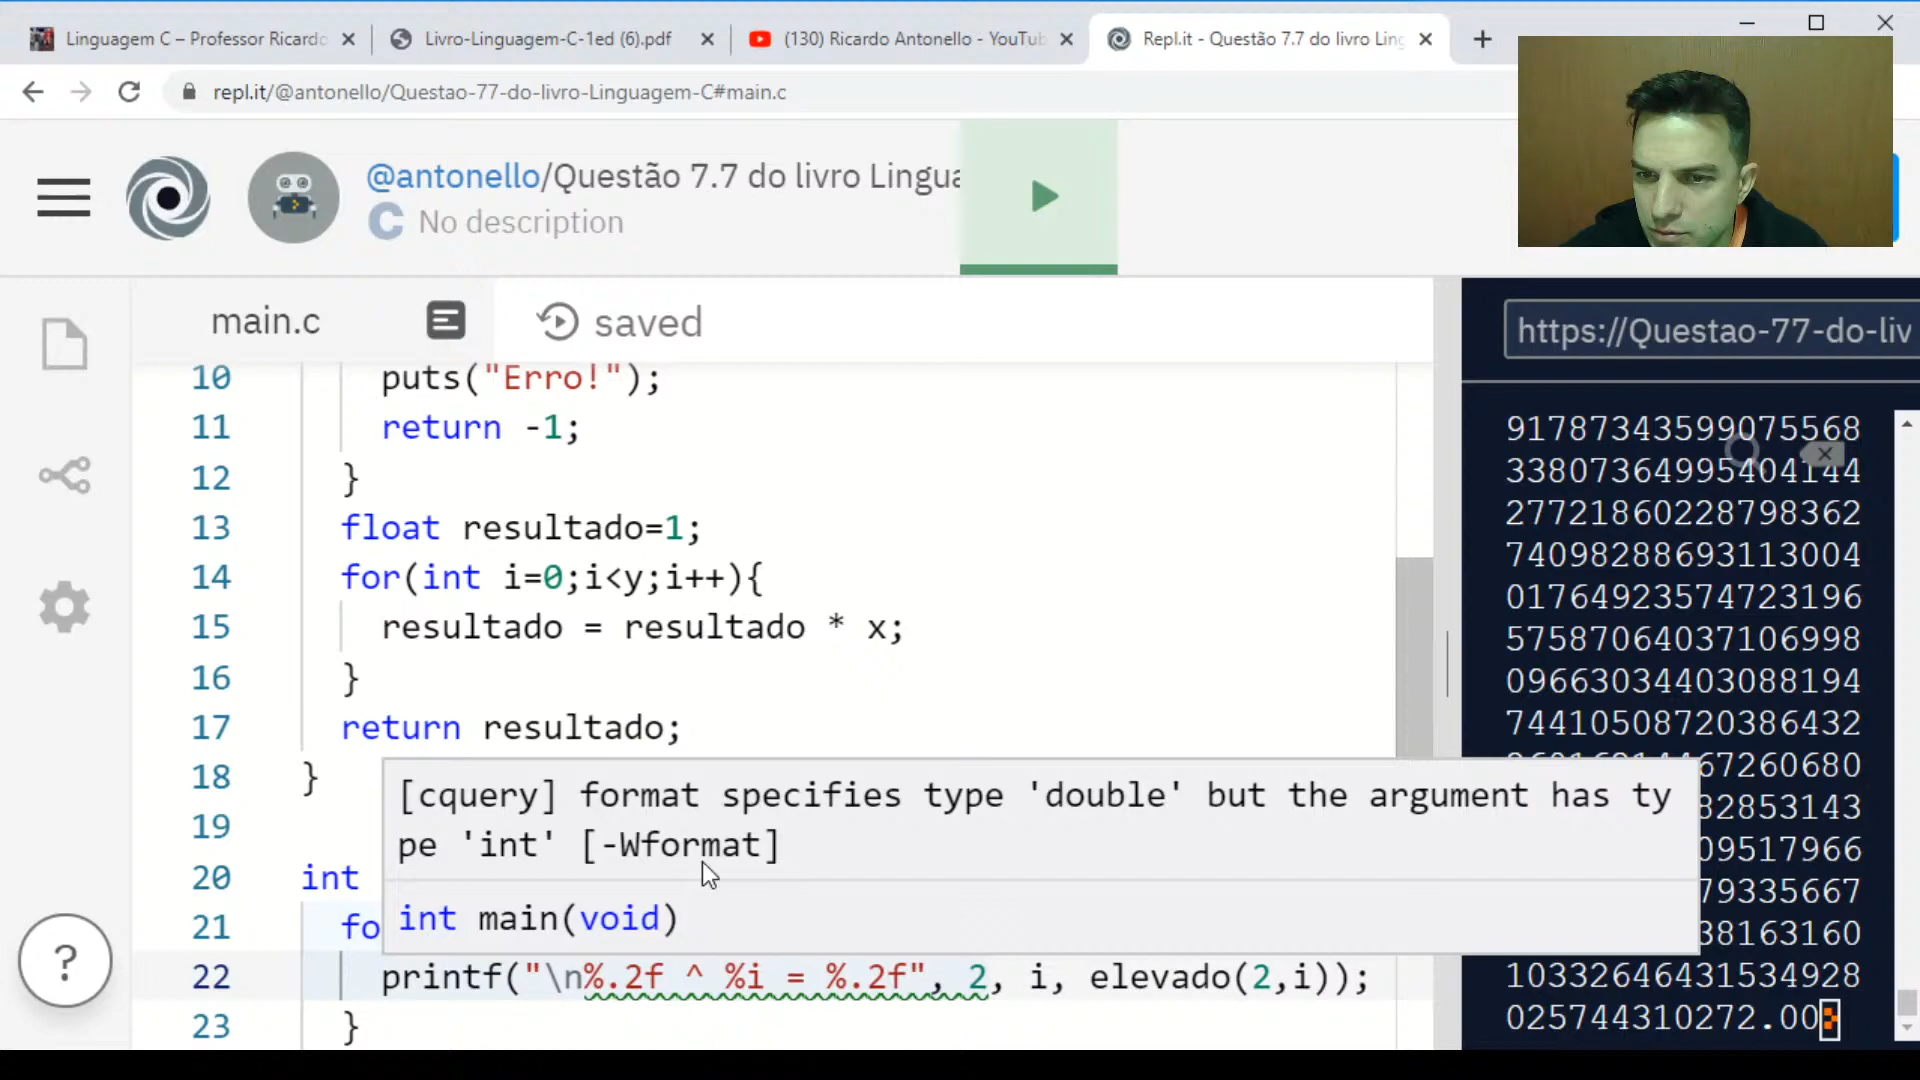 Linguagem C – Professor Ricardo
Livro-Linguagem-C-1ed (6).pdf
(130) Ricardo Antonello - YouTu
Repl.it - Questão 7.7 do livro Lin
repl.it/@antonello/Questao-77-do-livro-Linguagem-C#main.c
@antonello/Questão 7.7 do livro Lingua
C No description
main.c
saved
https://Questao-77-do-liv
10 puts("Erro!");
11 return -1;
12 }
13 float resultado=1;
14 for(int i=0;i<y;i++){
15 resultado = resultado * x;
16 }
17 return resultado;
18 }
19
20 int
21 fo
22 printf("\n%.2f ^ %i = %.2f", 2, i, elevado(2,i));
23 }
[cquery] format specifies type 'double' but the argument has ty
pe 'int' [-Wformat]
int main(void)
?
91787343599075568
33807364995404144
27721860228798362
74098288693113004
01764923574723196
57587064037106998
09663034403088194
74410508720386432
67260680
82853143
09517966
79335667
38163160
10332646431534928
025744310272.00